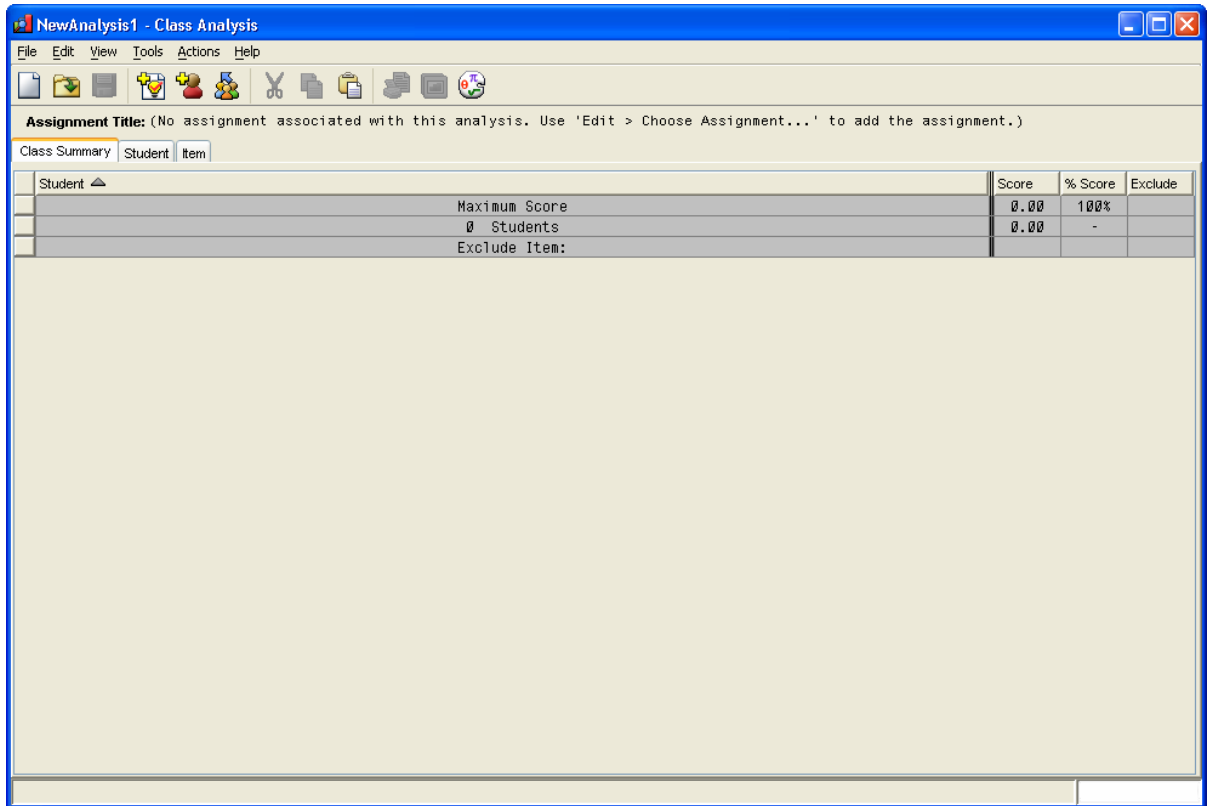 NewAnalysis1 - Class Analysis
File Edit View Tools Actions Help
Assignment Title: (No assignment associated with this analysis. Use 'Edit > Choose Assignment...' to add the assignment.)
Class Summary Student Item
Student Score % Score Exclude
Maximum Score 0.00 100%
0 Students 0.00 -
Exclude Item: